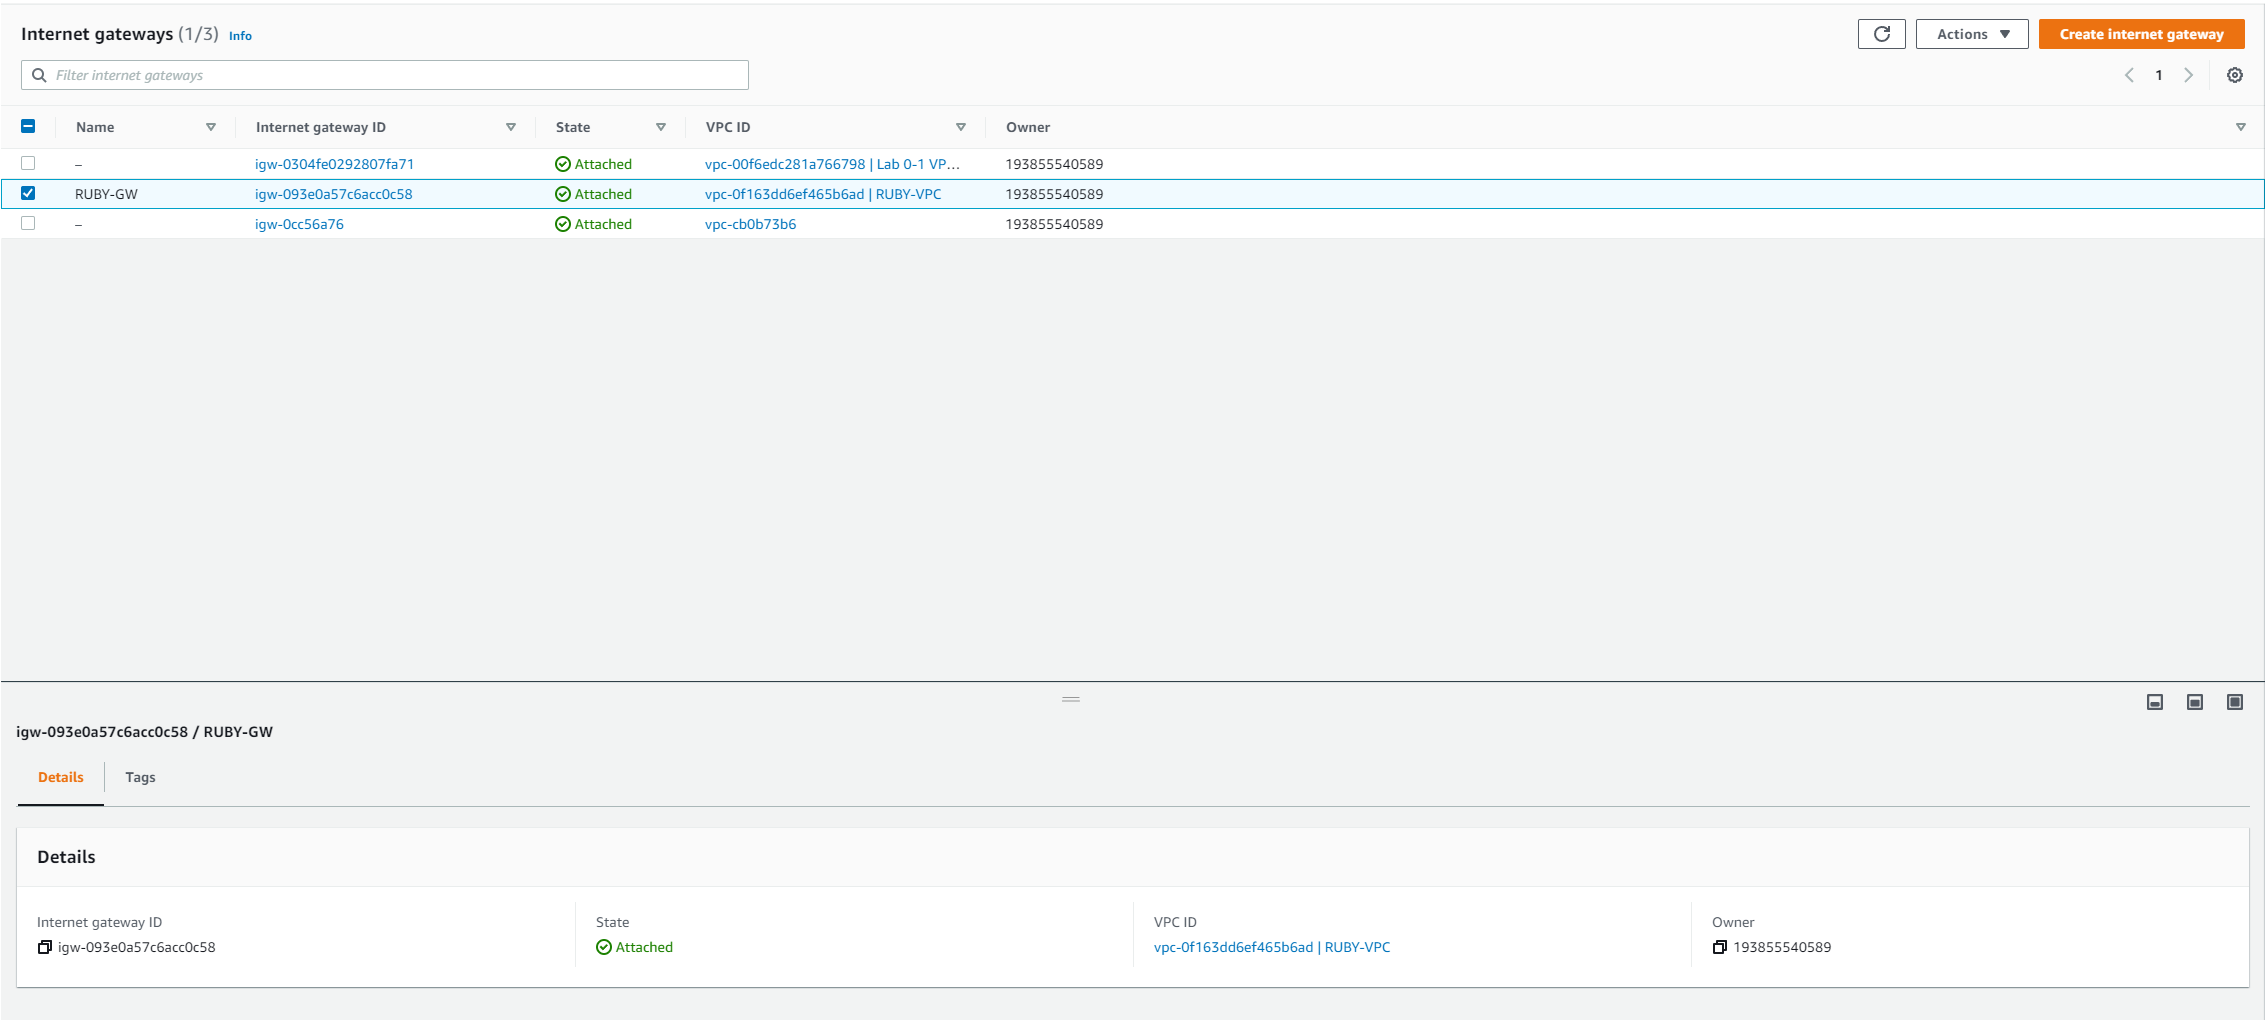 Internet gateways (1/3) Info
Actions
Create internet gateway
Filter internet gateways
1
Name Internet gateway ID State VPC ID Owner
– igw-0304fe0292807fa71 Attached vpc-00f6edc281a766798 | Lab 0-1 VP... 193855540589
RUBY-GW igw-093e0a57c6acc0c58 Attached vpc-0f163dd6ef465b6ad | RUBY-VPC 193855540589
– igw-0cc56a76 Attached vpc-cb0b73b6 193855540589
igw-093e0a57c6acc0c58 / RUBY-GW
Details Tags
Details
Internet gateway ID State VPC ID Owner
igw-093e0a57c6acc0c58 Attached vpc-0f163dd6ef465b6ad | RUBY-VPC 193855540589